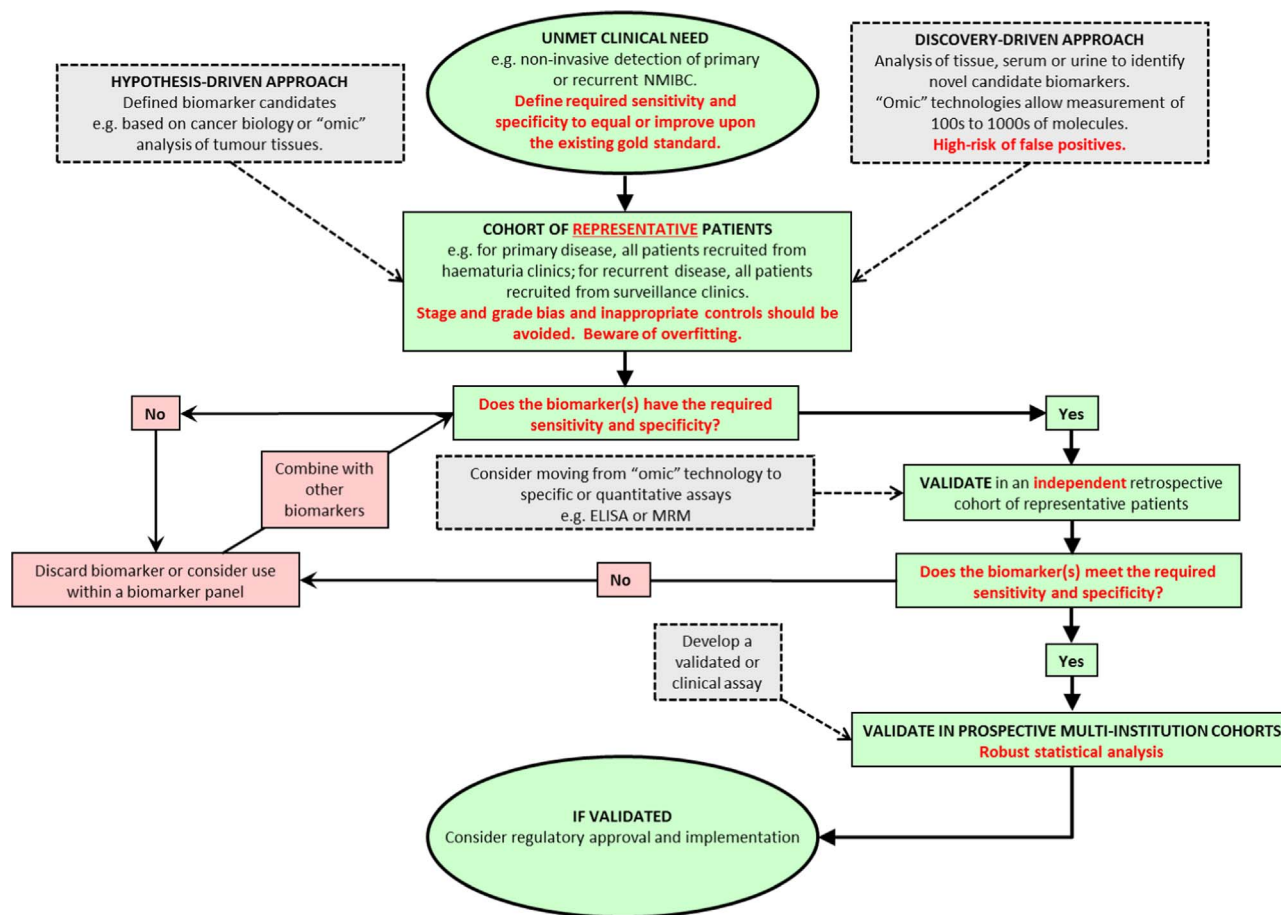 UNMET CLINICAL NEED
e.g. non-invasive detection of primary
or recurrent NMIBC.
Define required sensitivity and
specificity to equal or improve upon
the existing gold standard.
HYPOTHESIS-DRIVEN APPROACH
Defined biomarker candidates
e.g. based on cancer biology or “omic”
analysis of tumour tissues.
DISCOVERY-DRIVEN APPROACH
Analysis of tissue, serum or urine to identify
novel candidate biomarkers.
“Omic” technologies allow measurement of
100s to 1000s of molecules.
High-risk of false positives.
COHORT OF REPRESENTATIVE PATIENTS
e.g. for primary disease, all patients recruited from
haematuria clinics; for recurrent disease, all patients
recruited from surveillance clinics.
Stage and grade bias and inappropriate controls should be
avoided. Beware of overfitting.
No
Does the biomarker(s) have the required
sensitivity and specificity?
Yes
Combine with
other
biomarkers
Consider moving from “omic” technology to
specific or quantitative assays
e.g. ELISA or MRM
VALIDATE in an independent retrospective
cohort of representative patients
Discard biomarker or consider use
within a biomarker panel
No
Does the biomarker(s) meet the required
sensitivity and specificity?
Develop a
validated or
clinical assay
Yes
VALIDATE IN PROSPECTIVE MULTI-INSTITUTION COHORTS
Robust statistical analysis
IF VALIDATED
Consider regulatory approval and implementation